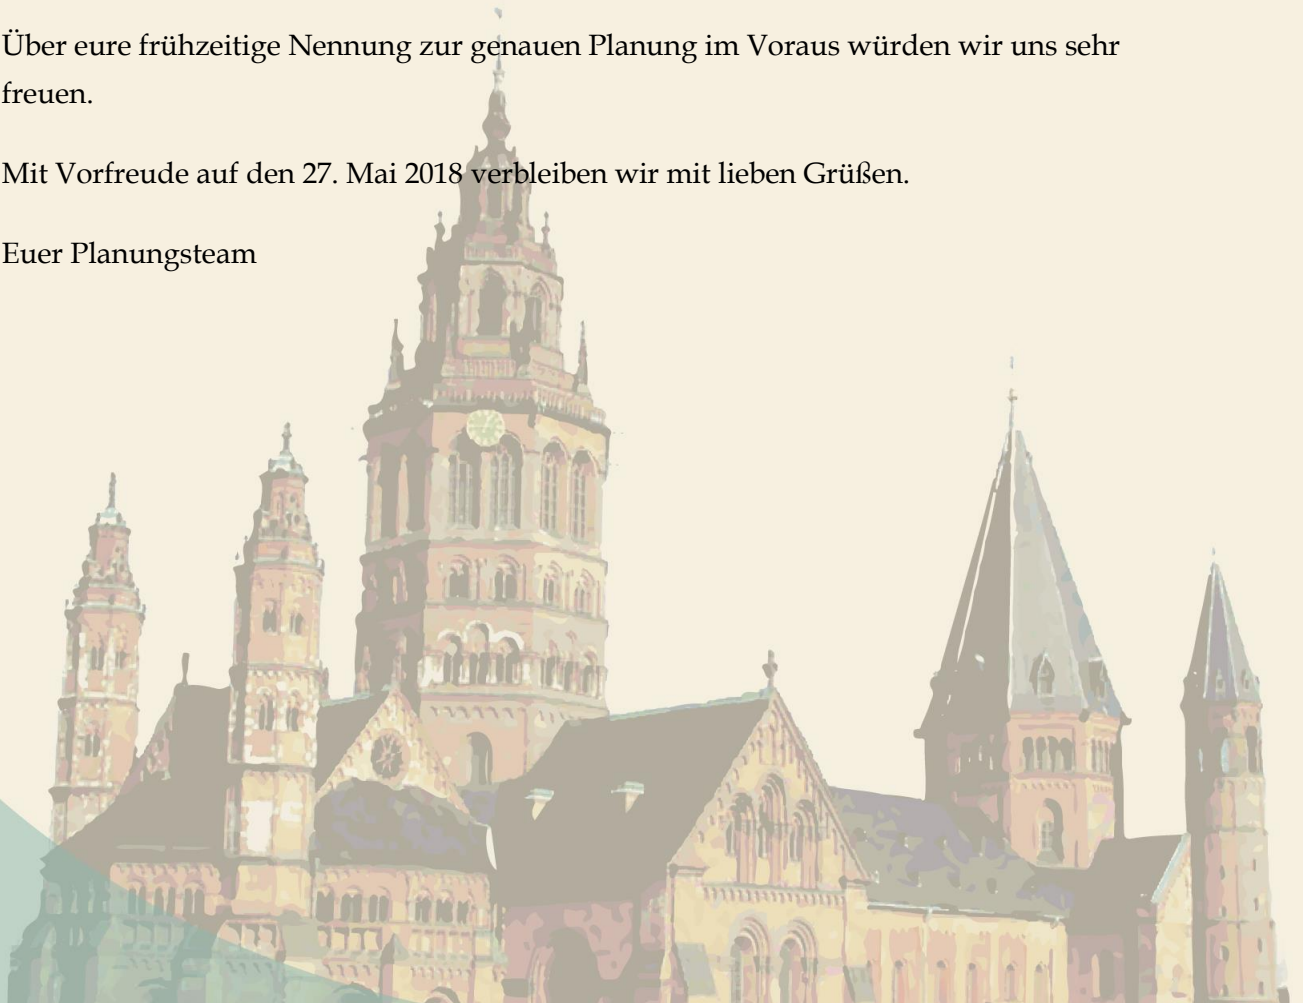 Über eure frühzeitige Nennung zur genauen Planung im Voraus würden wir uns sehr
freuen.
Mit Vorfreude auf den 27. Mai 2018 verbleiben wir mit lieben Grüßen.
Euer Planungsteam